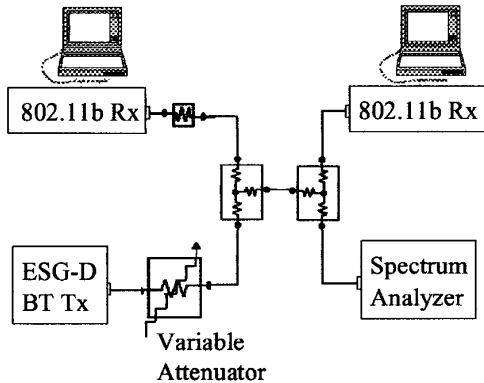 802.11b Rx
802.11b Rx
ESG-D
BT Tx
Variable
Attenuator
Spectrum
Analyzer